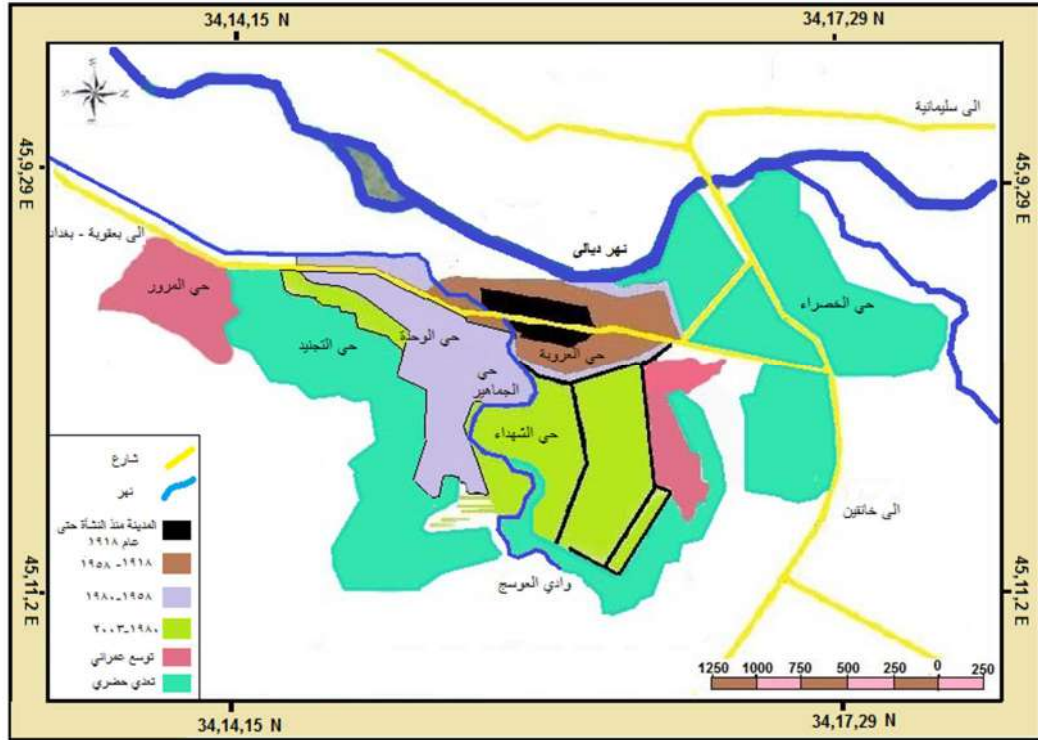 34,14,15 N
34,17,29 N
45,9,29 E
45,9,29 E
الى سليمانية
الى بعقوبة - بغداد
نهر ديالى
حي المرور
حي الخصراء
حي التجنيد
حي الوحدة
حي العروبة
حي
الجماهير
حي الشهداء
الى خانقين
وادي العوسج
شارع
نهر
المدينة منذ النشأة حتى
عام ١٩١٨
١٩١٨- ١٩٥٨
١٩٥٨-١٩٨٠
١٩٨٠-٢٠٠٣
توسع عمراني
تعدي حضري
45,11,2 E
45,11,2 E
1250 1000 750 500 250 0 250
34,14,15 N
34,17,29 N